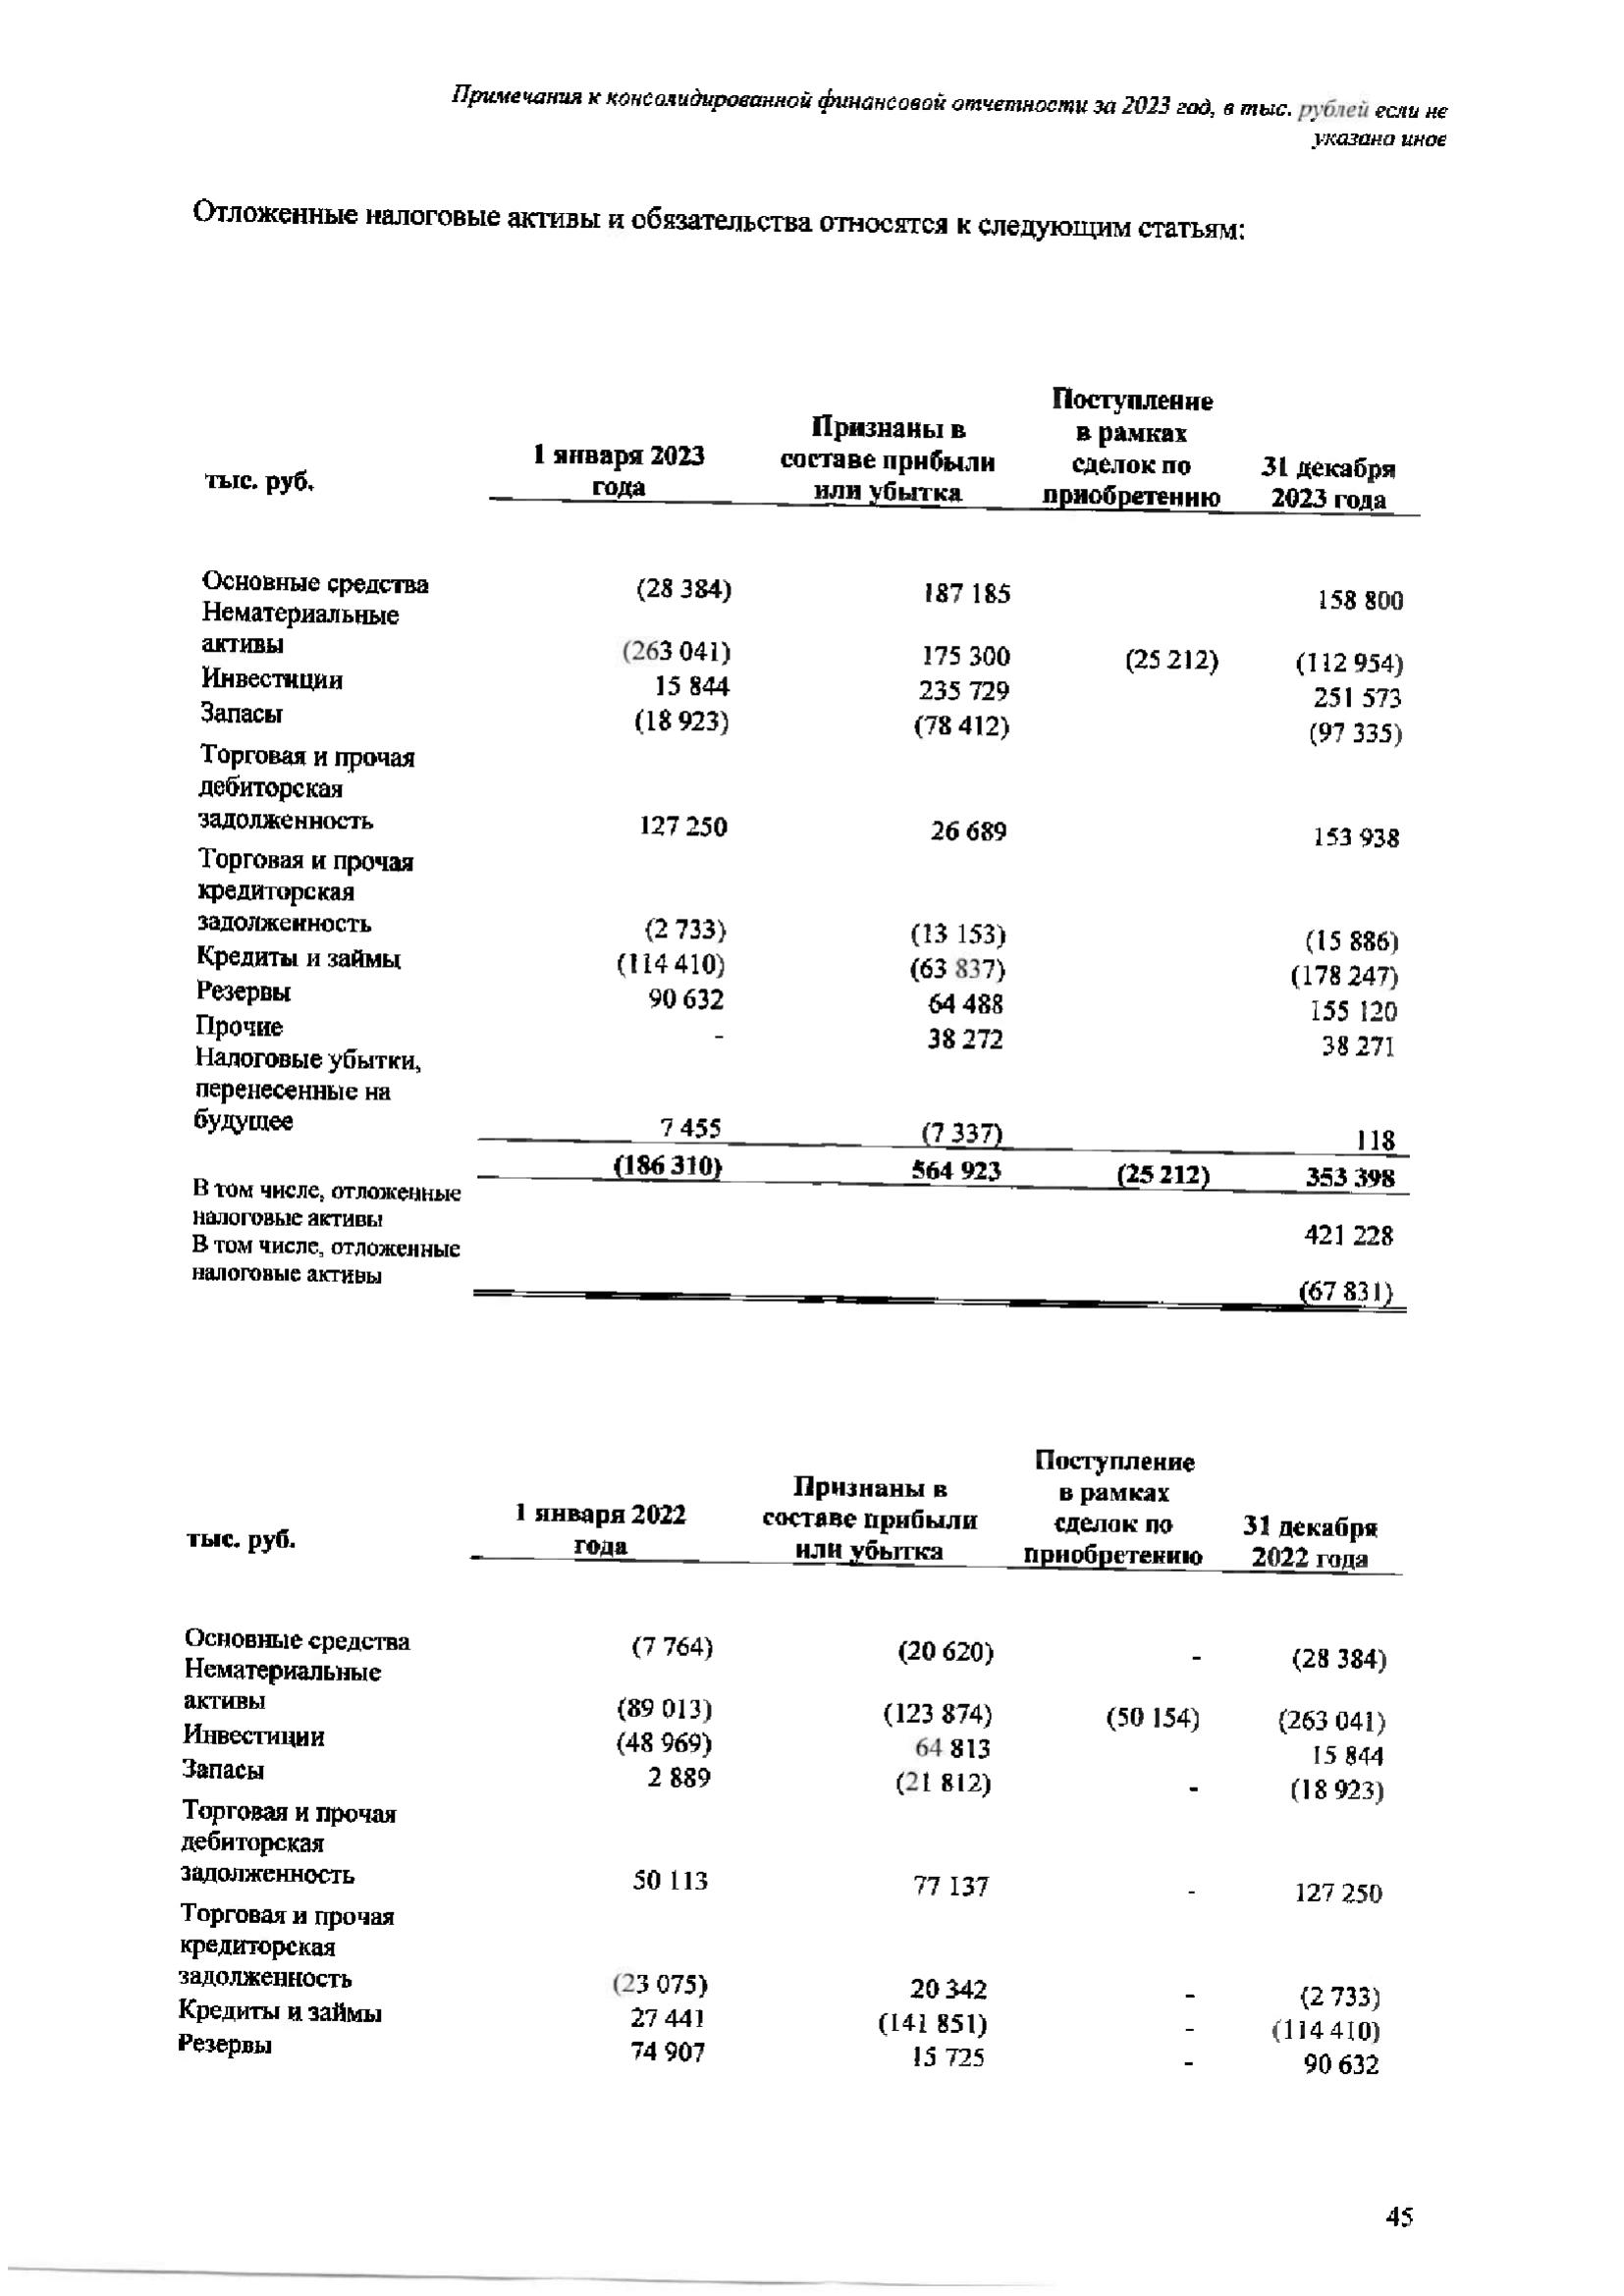 Примечания к консолидированной финансовой отчетности за 2023 год, в тыс. рублей если не
указано иное
Отложенные налоговые активы и обязательства относятся к следующим статьям:
тыс. руб. 1 января 2023 года Признаны в составе прибыли или убытка Поступление в рамках сделок по приобретению 31 декабря 2023 года
Основные средства (28 384) 187 185 158 800
Нематериальные
активы (263 041) 175 300 (25 212) (112 954)
Инвестиции 15 844 235 729 251 573
Запасы (18 923) (78 412) (97 335)
Торговая и прочая
дебиторская
задолженность 127 250 26 689 153 938
Торговая и прочая
кредиторская
задолженность (2 733) (13 153) (15 886)
Кредиты и займы (114 410) (63 837) (178 247)
Резервы 90 632 64 488 155 120
Прочие - 38 272 38 271
Налоговые убытки,
перенесенные на
будущее 7 455 (7 337) 118
(186 310) 564 923 (25 212) 353 398
В том числе, отложенные
налоговые активы 421 228
В том числе, отложенные
налоговые активы (67 831)
тыс. руб. 1 января 2022 года Признаны в составе прибыли или убытка Поступление в рамках сделок по приобретению 31 декабря 2022 года
Основные средства (7 764) (20 620) - (28 384)
Нематериальные
активы (89 013) (123 874) (50 154) (263 041)
Инвестиции (48 969) 64 813 15 844
Запасы 2 889 (21 812) - (18 923)
Торговая и прочая
дебиторская
задолженность 50 113 77 137 - 127 250
Торговая и прочая
кредиторская
задолженность (23 075) 20 342 - (2 733)
Кредиты и займы 27 441 (141 851) - (114 410)
Резервы 74 907 15 725 - 90 632
45